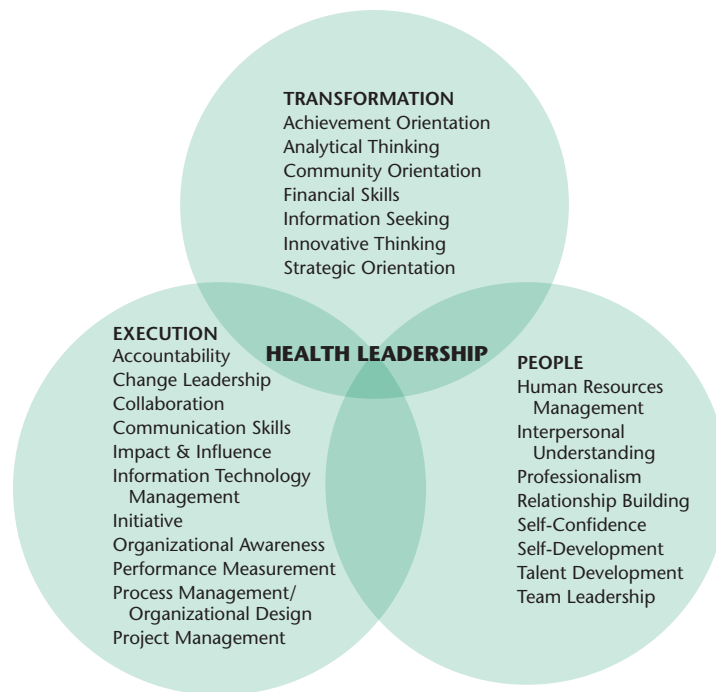 TRANSFORMATION
Achievement Orientation
Analytical Thinking
Community Orientation
Financial Skills
Information Seeking
Innovative Thinking
Strategic Orientation
EXECUTION
Accountability
Change Leadership
Collaboration
Communication Skills
Impact & Influence
Information Technology
Management
Initiative
Organizational Awareness
Performance Measurement
Process Management/
Organizational Design
Project Management
HEALTH LEADERSHIP
PEOPLE
Human Resources
Management
Interpersonal
Understanding
Professionalism
Relationship Building
Self-Confidence
Self-Development
Talent Development
Team Leadership